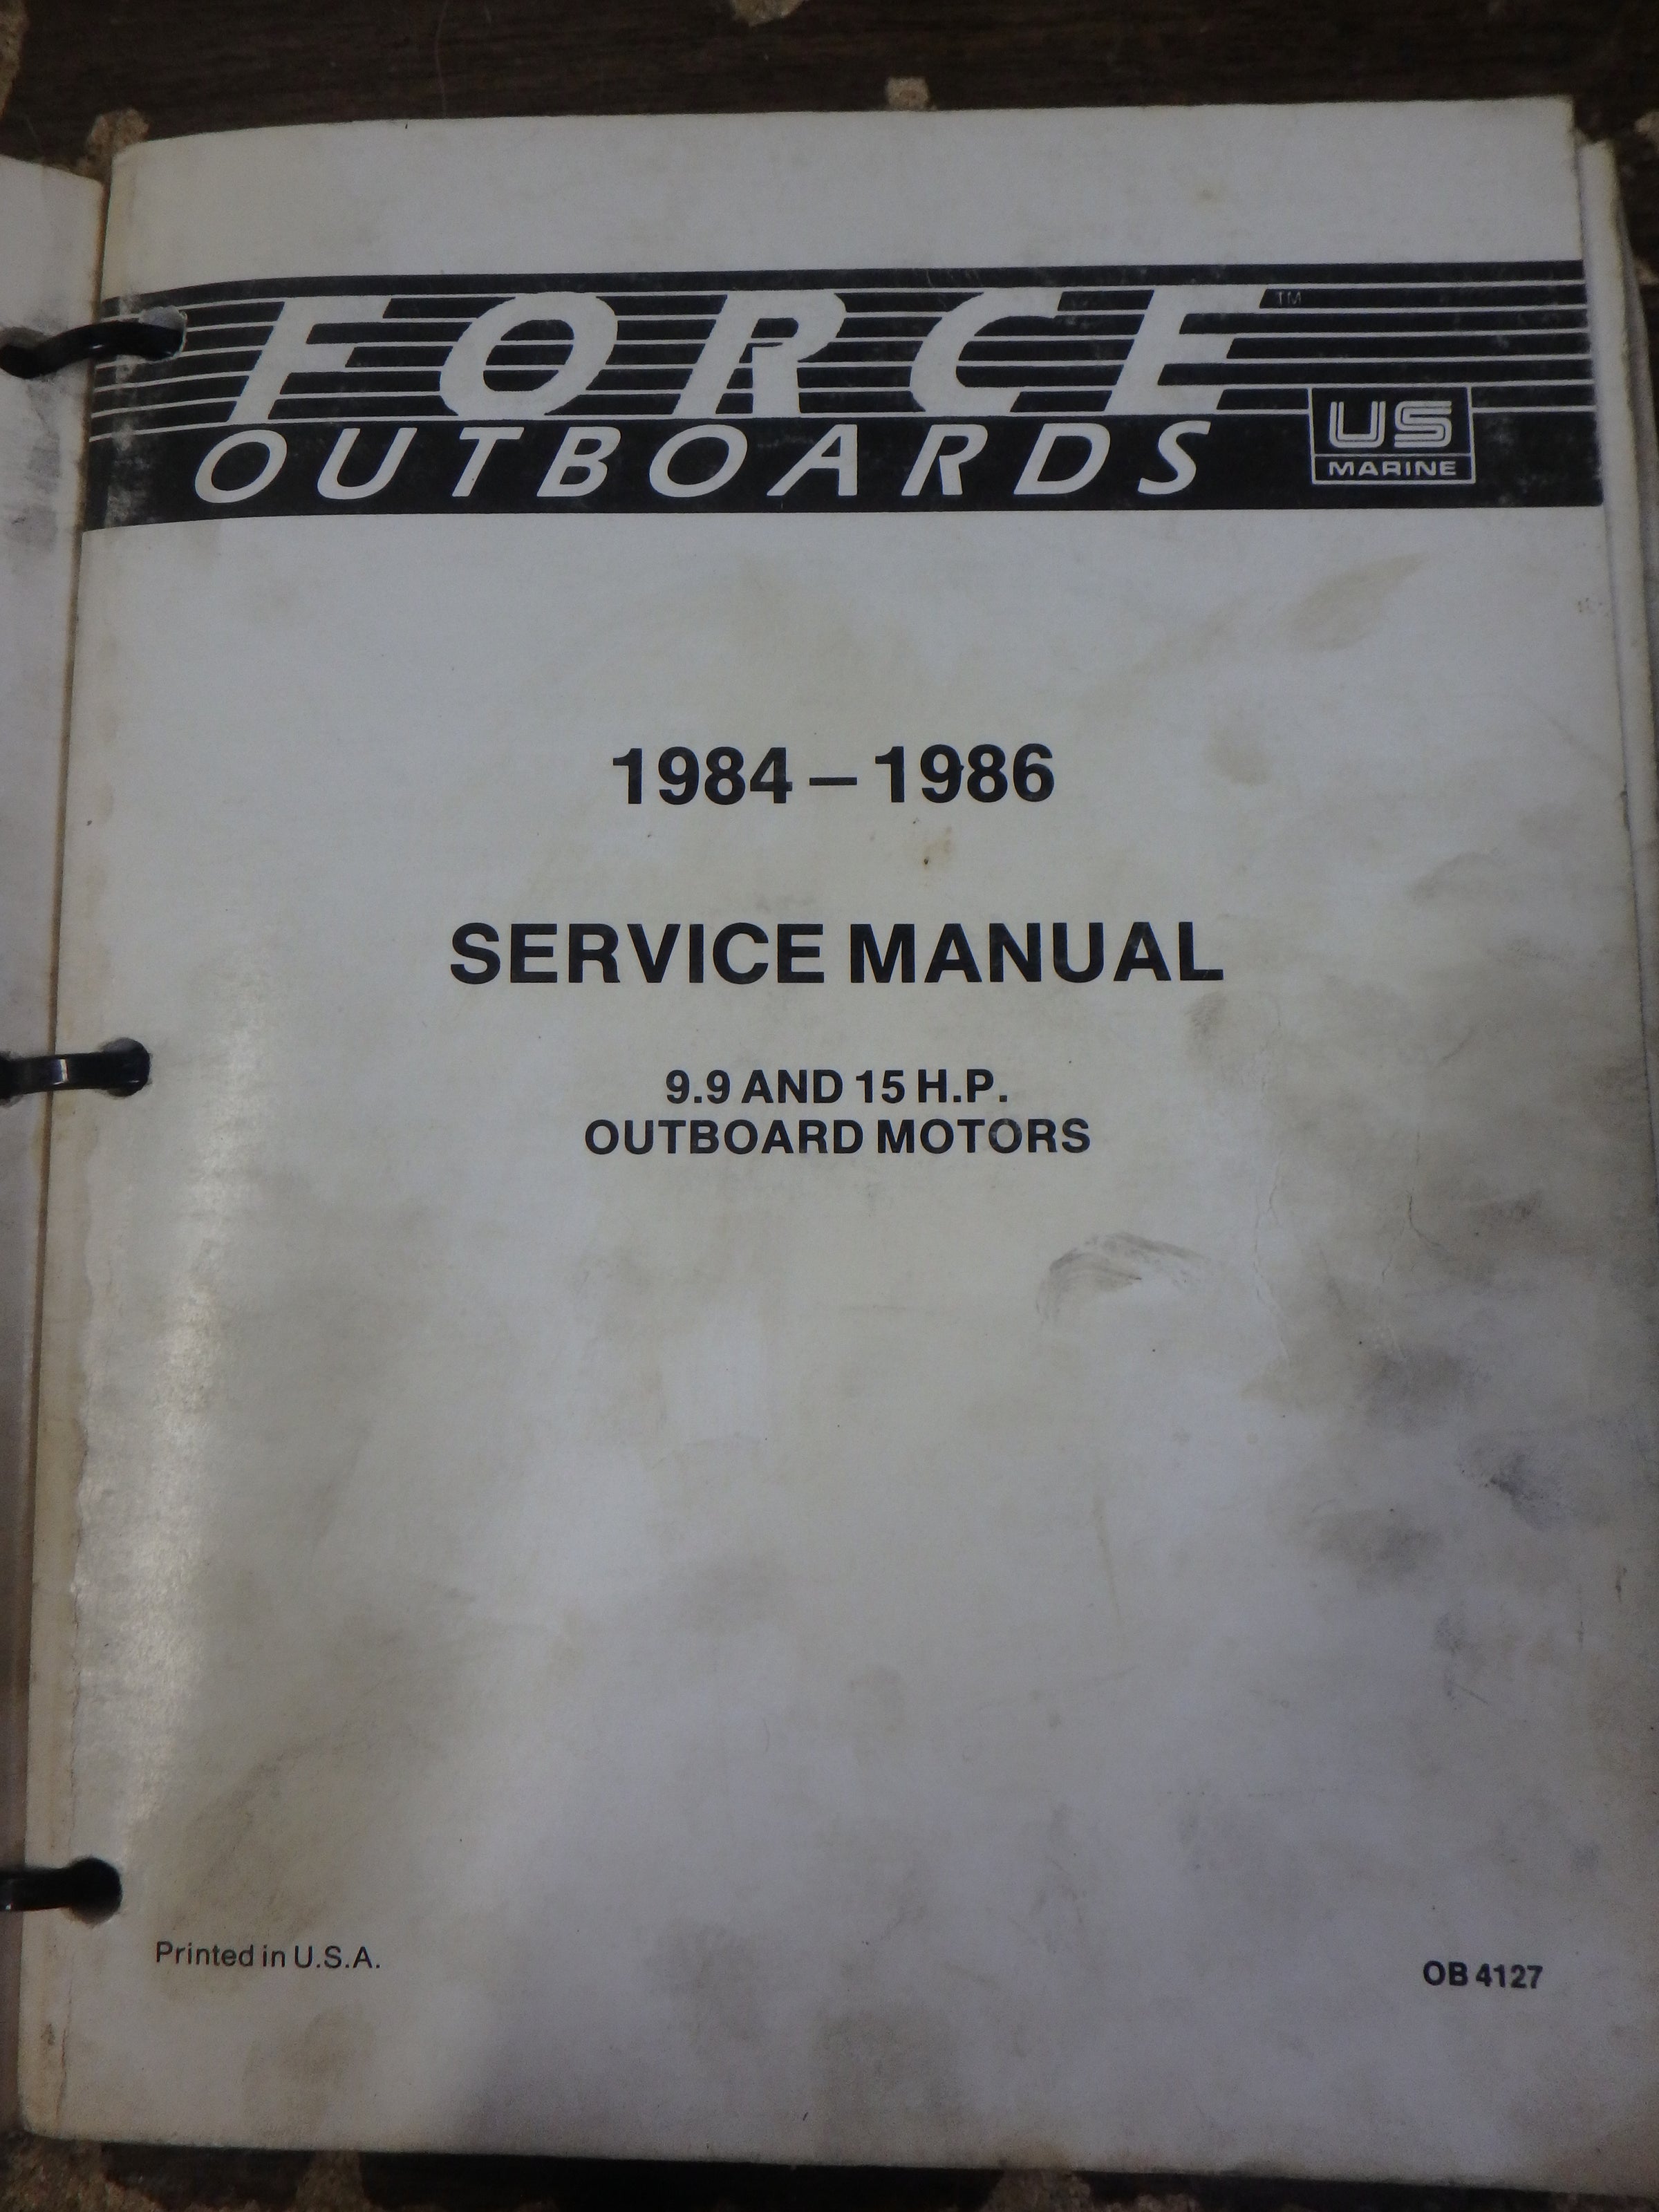 FORCE™
OUTBOARDS
US
MARINE
1984 – 1986
SERVICE MANUAL
9.9 AND 15 H.P.
OUTBOARD MOTORS
Printed in U.S.A.
OB 4127